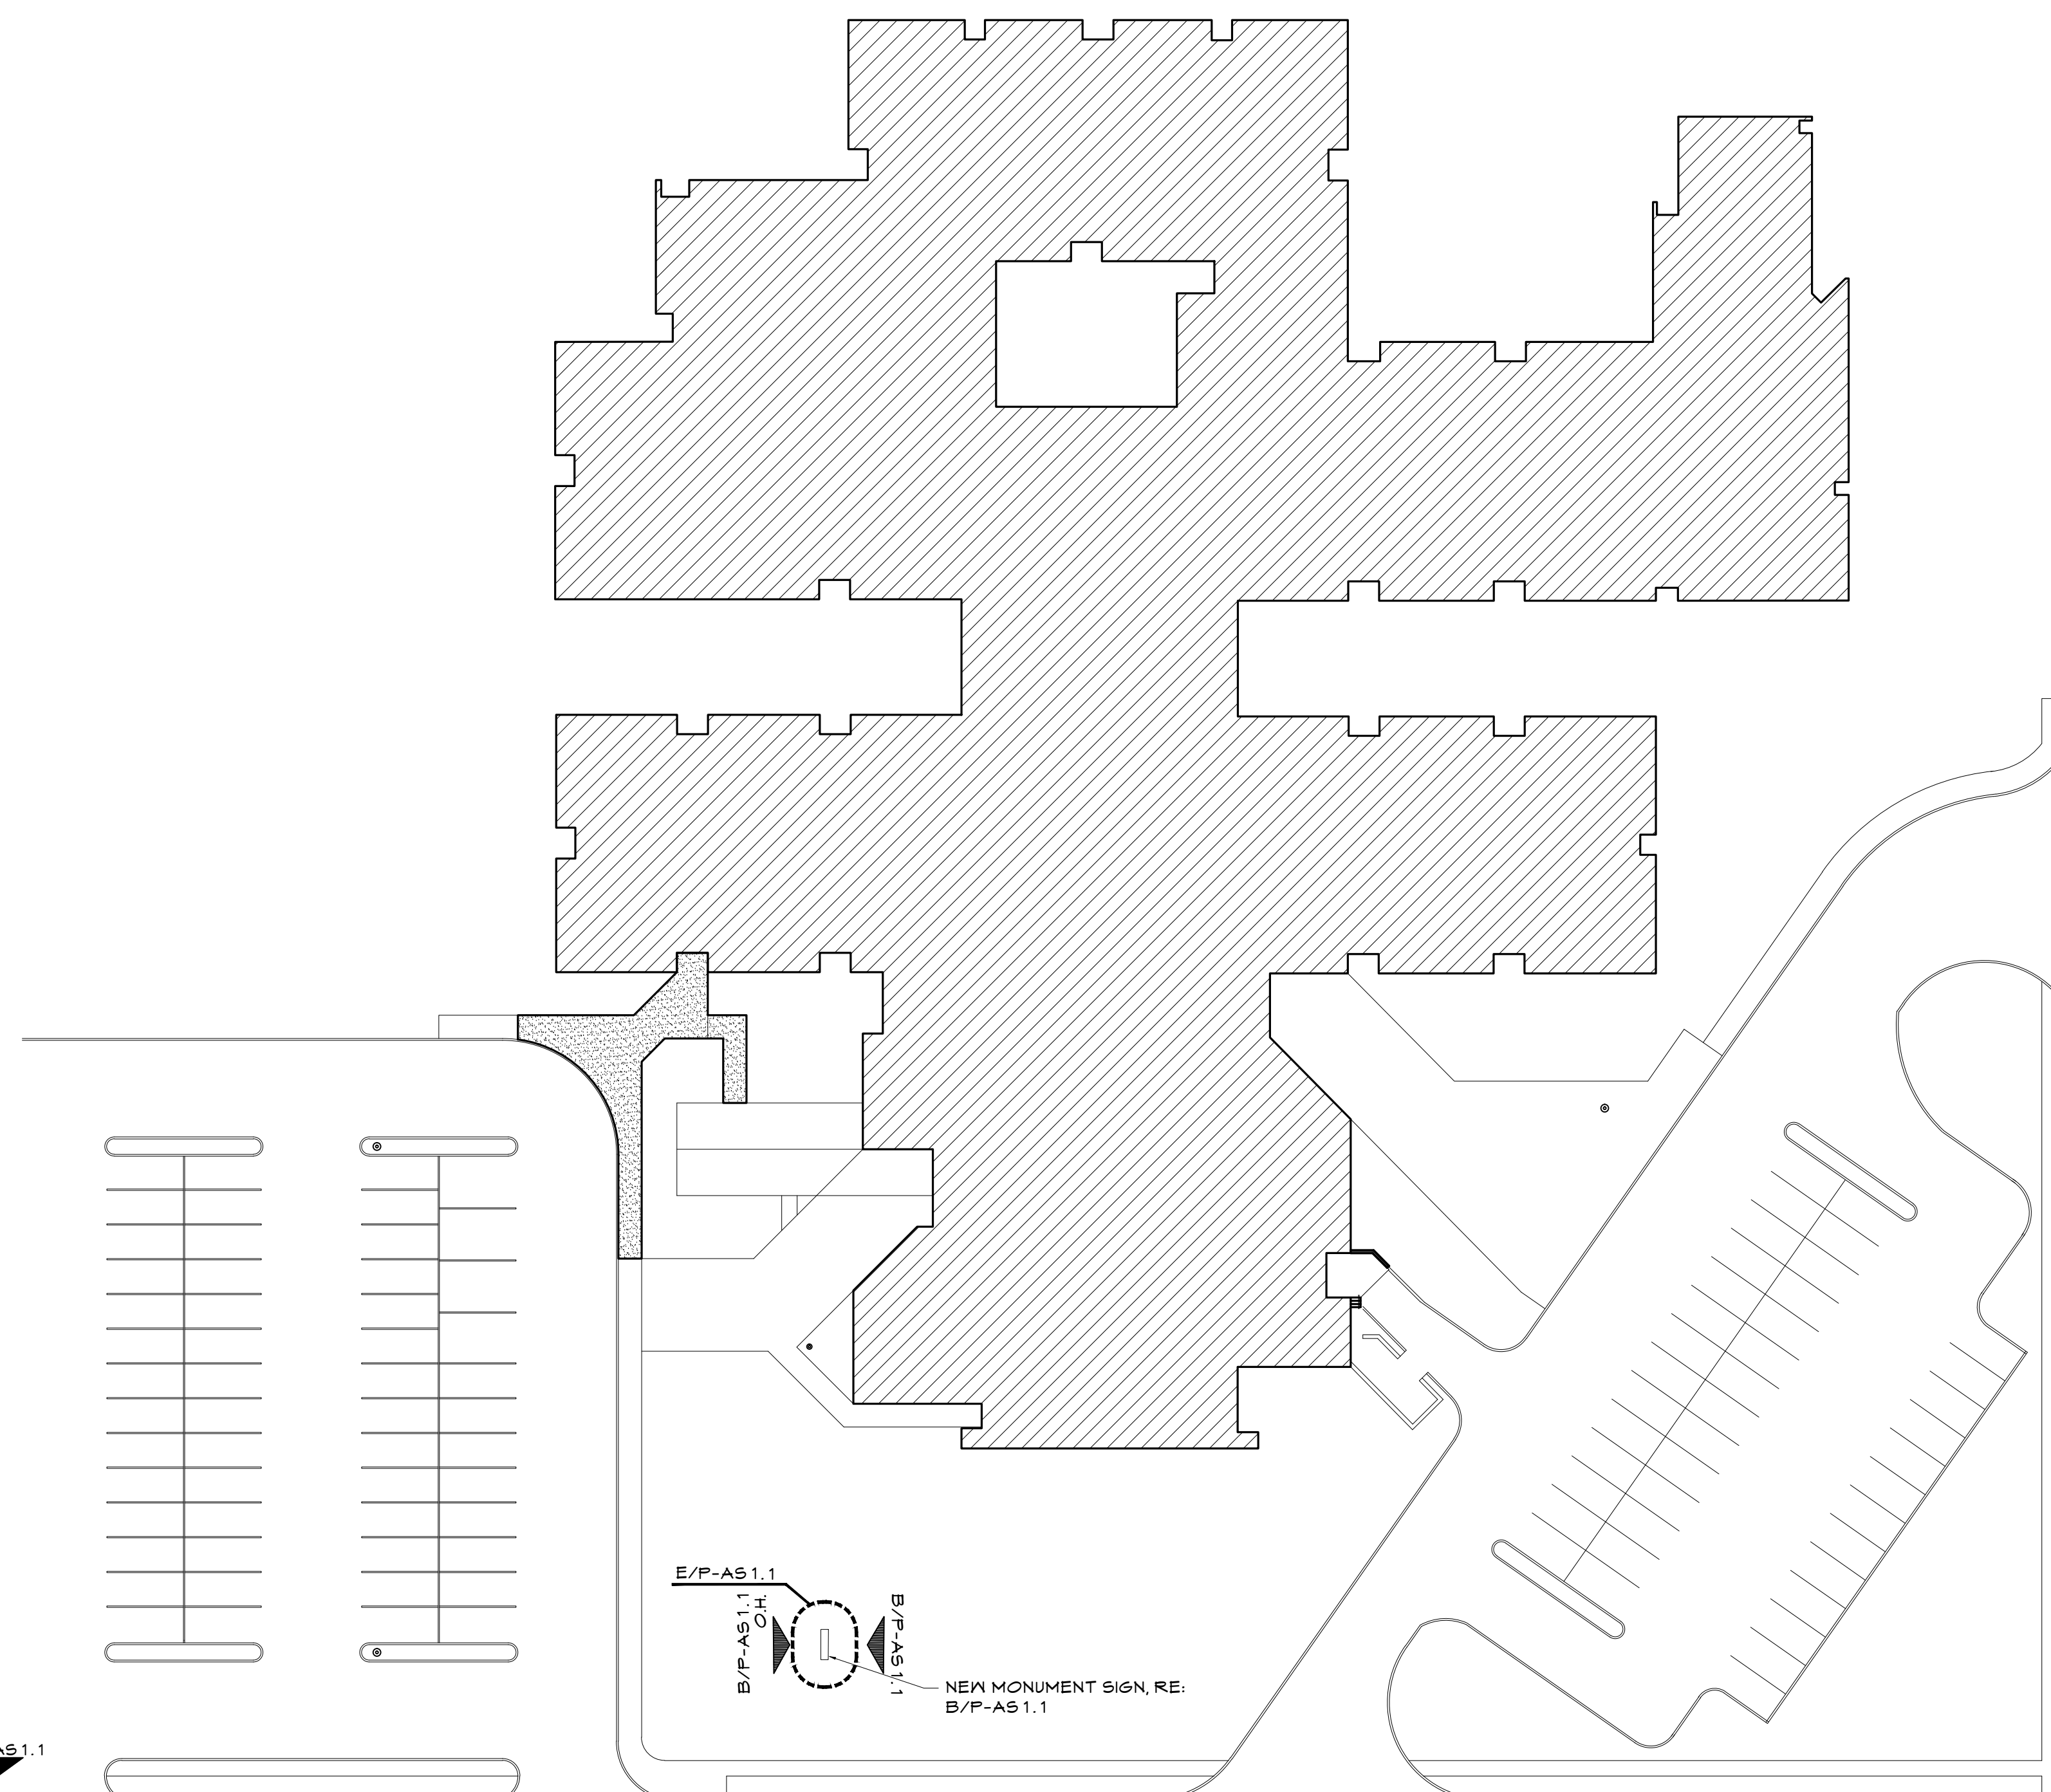 E/P-AS1.1
B/P-AS1.1
O.H.
B/P-AS1.1
NEW MONUMENT SIGN, RE:
B/P-AS1.1
AS1.1